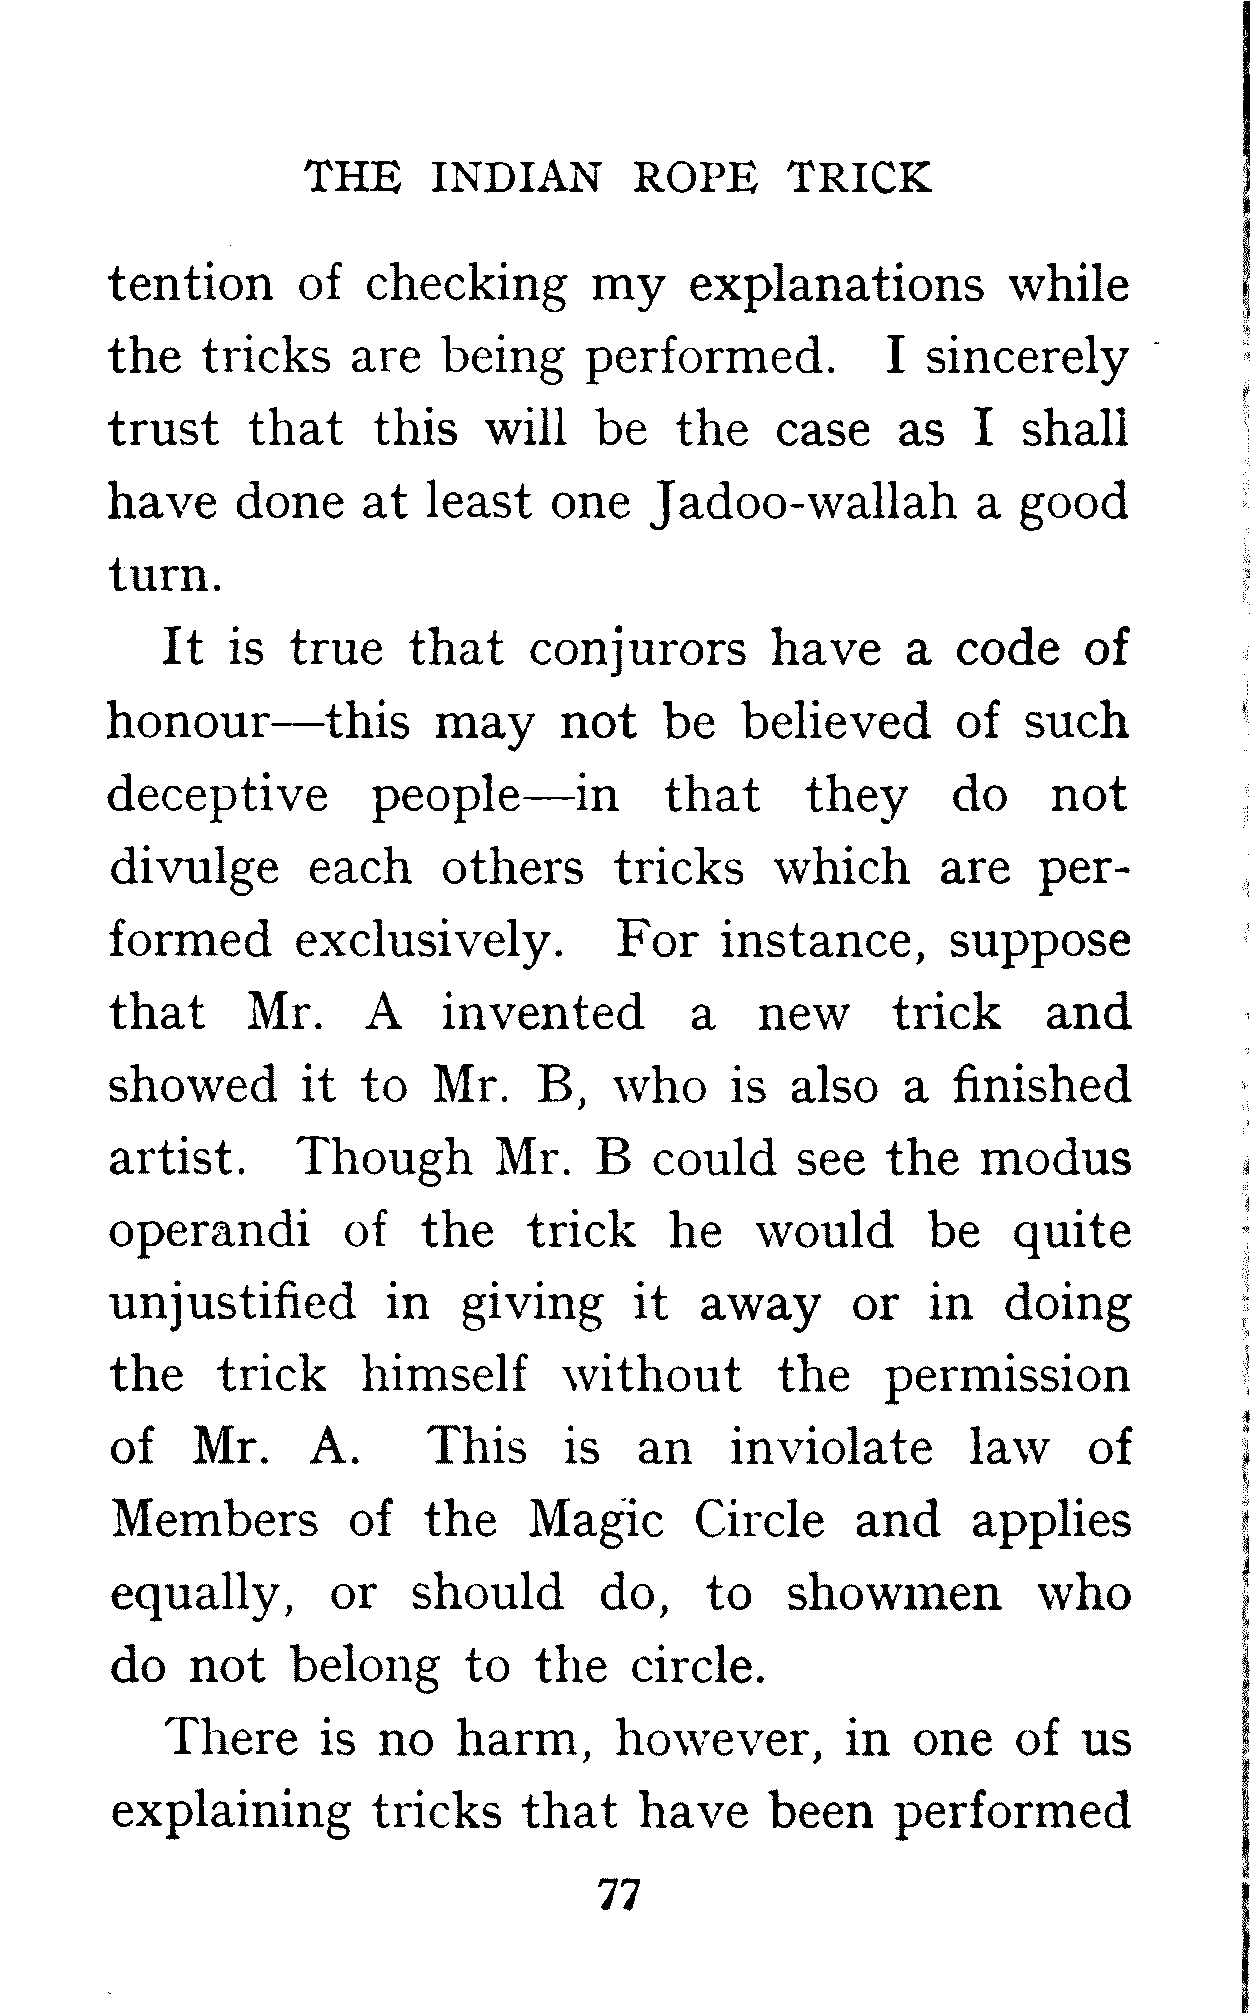 THE INDIAN ROPE TRICK
tention of checking my explanations while
the tricks are being performed. I sincerely
trust that this will be the case as I shall
have done at least one Jadoo-wallah a good
turn.
It is true that conjurors have a code of
honour—this may not be believed of such
deceptive people—in that they do not
divulge each others tricks which are per-
formed exclusively. For instance, suppose
that Mr. A invented a new trick and
showed it to Mr. B, who is also a finished
artist. Though Mr. B could see the modus
operandi of the trick he would be quite
unjustified in giving it away or in doing
the trick himself without the permission
of Mr. A. This is an inviolate law of
Members of the Magic Circle and applies
equally, or should do, to showmen who
do not belong to the circle.
There is no harm, however, in one of us
explaining tricks that have been performed
77